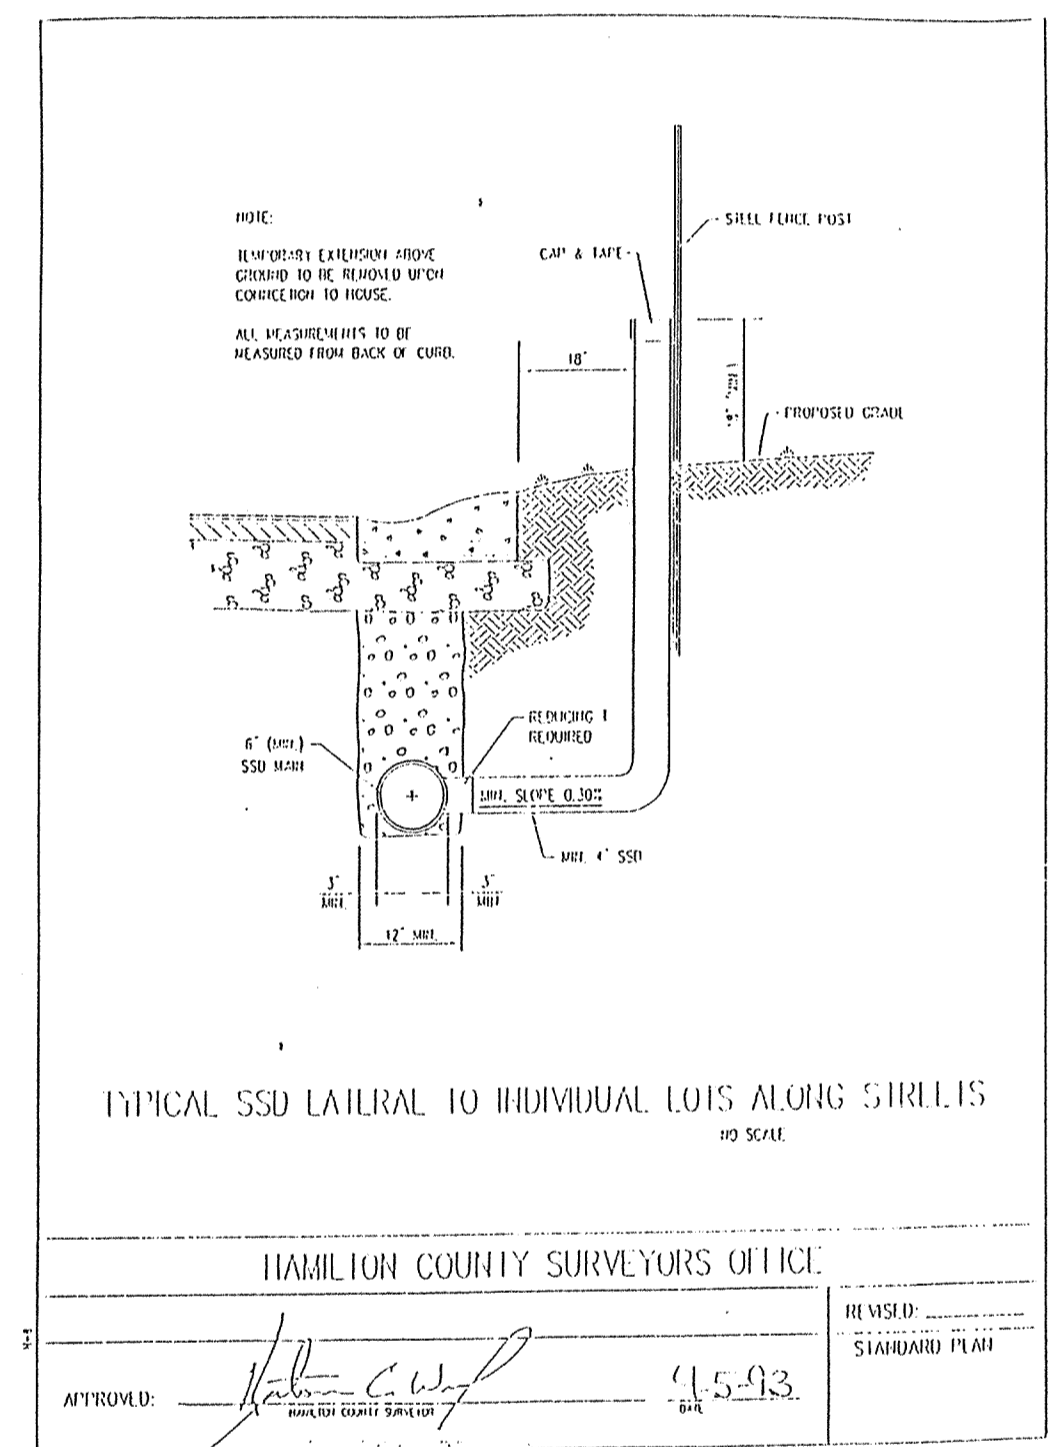 NOTE:
TEMPORARY EXTENSION ABOVE
GROUND TO BE REMOVED UPON
CONNCETION TO HOUSE.
ALL MEASUREMENTS TO BE
MEASURED FROM BACK OF CURB.
STEEL FENCE POST
CAP & TAPE
18"
PROPOSED GRADE
REDUCING T
REQUIRED
6" (MIN.)
SSD MAIN
MIN. SLOPE 0.30%
MIN. 4" SSD
3"
MIN.
3"
MIN
12" MIN.
TYPICAL SSD LATERAL TO INDIVIDUAL LOTS ALONG STREETS
NO SCALE
HAMILTON COUNTY SURVEYORS OFFICE
REVISED:
STANDARD PLAN
APPROVED:
HAMILTON COUNTY SURVEYOR
4-5-93
DATE